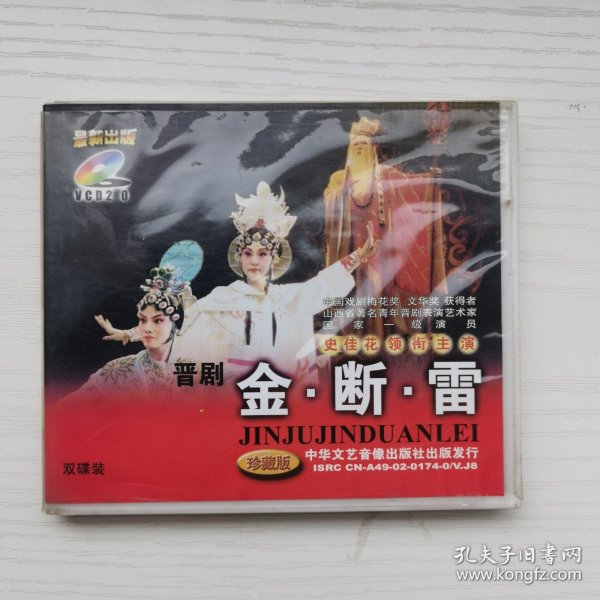 最新出版
VCD2.0
中国戏剧梅花奖 文华奖 获得者
山西省著名青年晋剧表演艺术家
国家一级演员
史佳花领衔主演
晋剧
金·断·雷
JINJUJINDUANLEI
珍藏版
中华文艺音像出版社出版发行
ISRC CN-A49-02-0174-0/V.J8
双碟装
孔夫子旧书网
www.kongfz.com